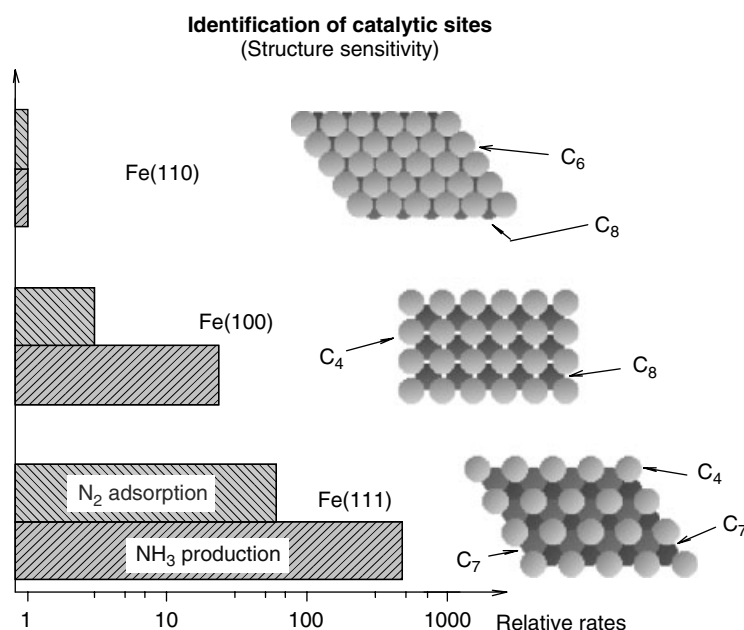 Identification of catalytic sites
(Structure sensitivity)
Fe(110)
C₆
C₈
Fe(100)
C₄
C₈
N₂ adsorption
Fe(111)
C₄
C₇
NH₃ production
C₇
1
10
100
1000
Relative rates